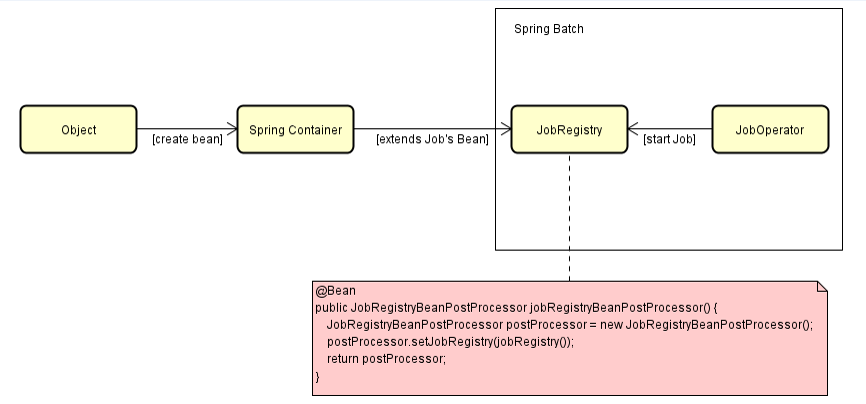 Spring Batch
Object
Spring Container
JobRegistry
JobOperator
[create bean]
[extends Job's Bean]
[start Job]
@Bean
public JobRegistryBeanPostProcessor jobRegistryBeanPostProcessor() {
    JobRegistryBeanPostProcessor postProcessor = new JobRegistryBeanPostProcessor();
    postProcessor.setJobRegistry(jobRegistry());
    return postProcessor;
}